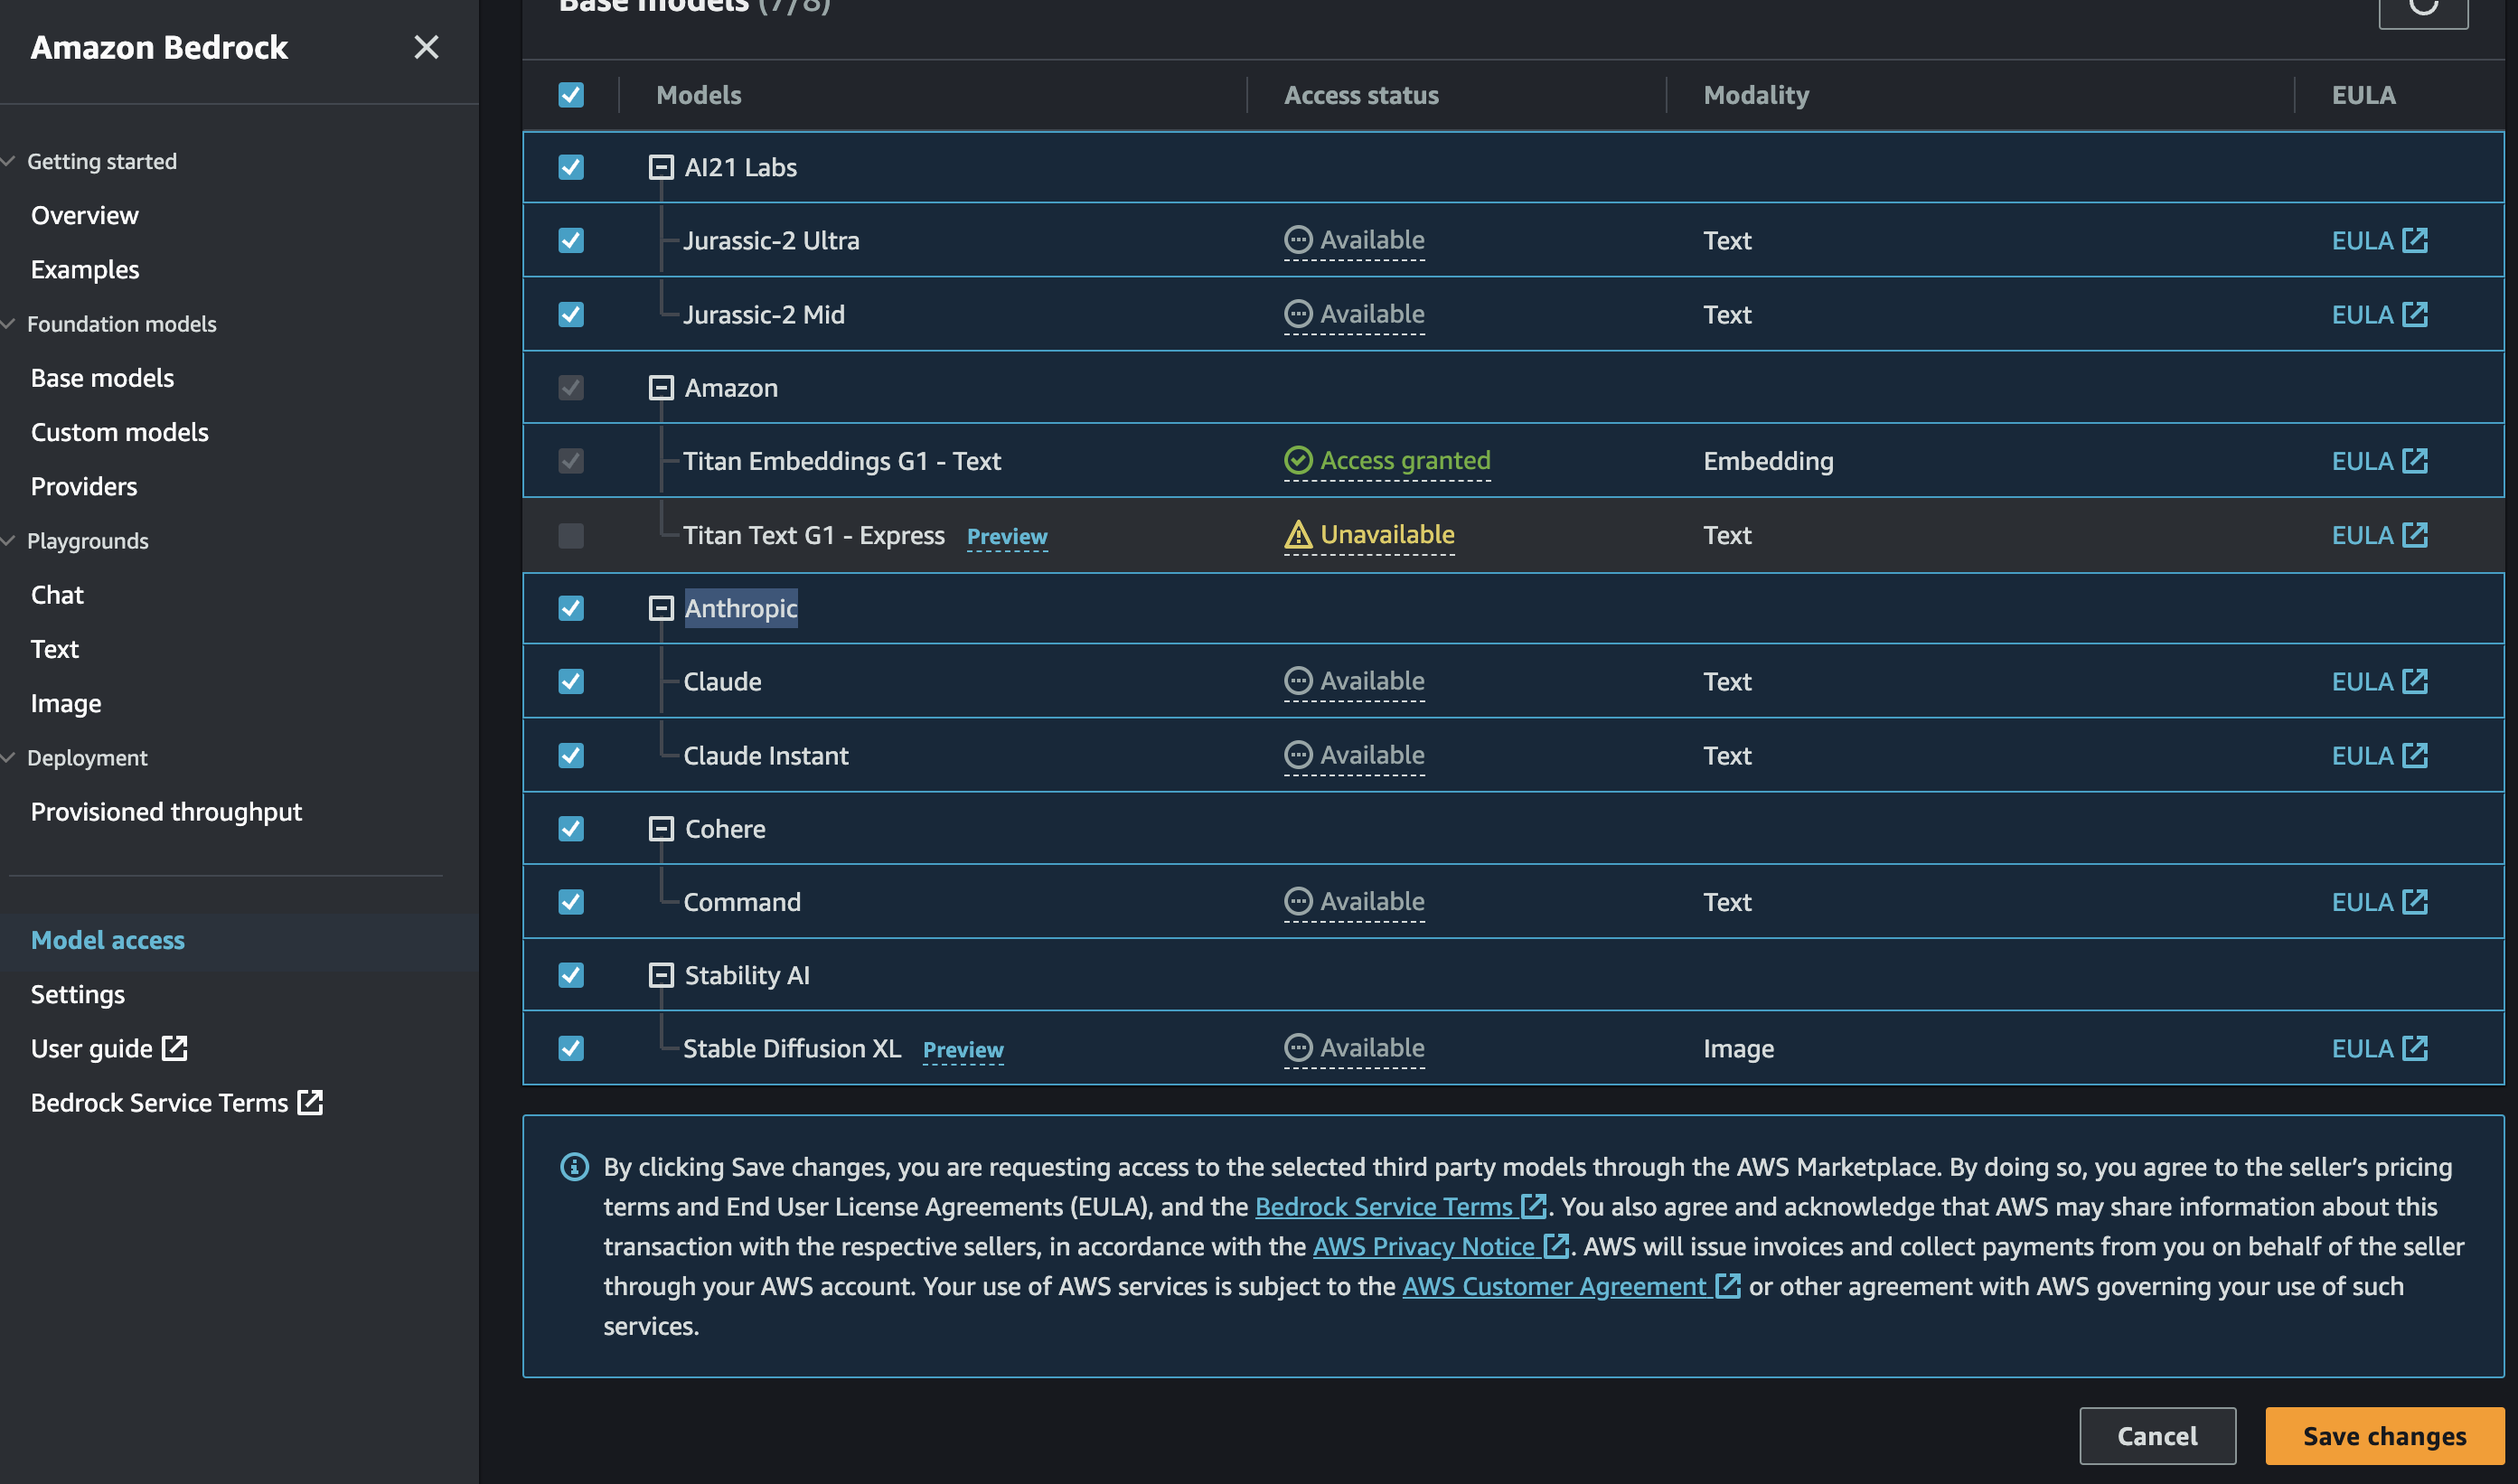 Amazon Bedrock
Getting started
Overview
Examples
Foundation models
Base models
Custom models
Providers
Playgrounds
Chat
Text
Image
Deployment
Provisioned throughput
Model access
Settings
User guide
Bedrock Service Terms
Base models (7/8)
Models Access status Modality EULA
AI21 Labs
Jurassic-2 Ultra Available Text EULA
Jurassic-2 Mid Available Text EULA
Amazon
Titan Embeddings G1 - Text Access granted Embedding EULA
Titan Text G1 - Express Preview Unavailable Text EULA
Anthropic
Claude Available Text EULA
Claude Instant Available Text EULA
Cohere
Command Available Text EULA
Stability AI
Stable Diffusion XL Preview Available Image EULA
By clicking Save changes, you are requesting access to the selected third party models through the AWS Marketplace. By doing so, you agree to the seller’s pricing
terms and End User License Agreements (EULA), and the Bedrock Service Terms. You also agree and acknowledge that AWS may share information about this
transaction with the respective sellers, in accordance with the AWS Privacy Notice. AWS will issue invoices and collect payments from you on behalf of the seller
through your AWS account. Your use of AWS services is subject to the AWS Customer Agreement or other agreement with AWS governing your use of such
services.
Cancel Save changes